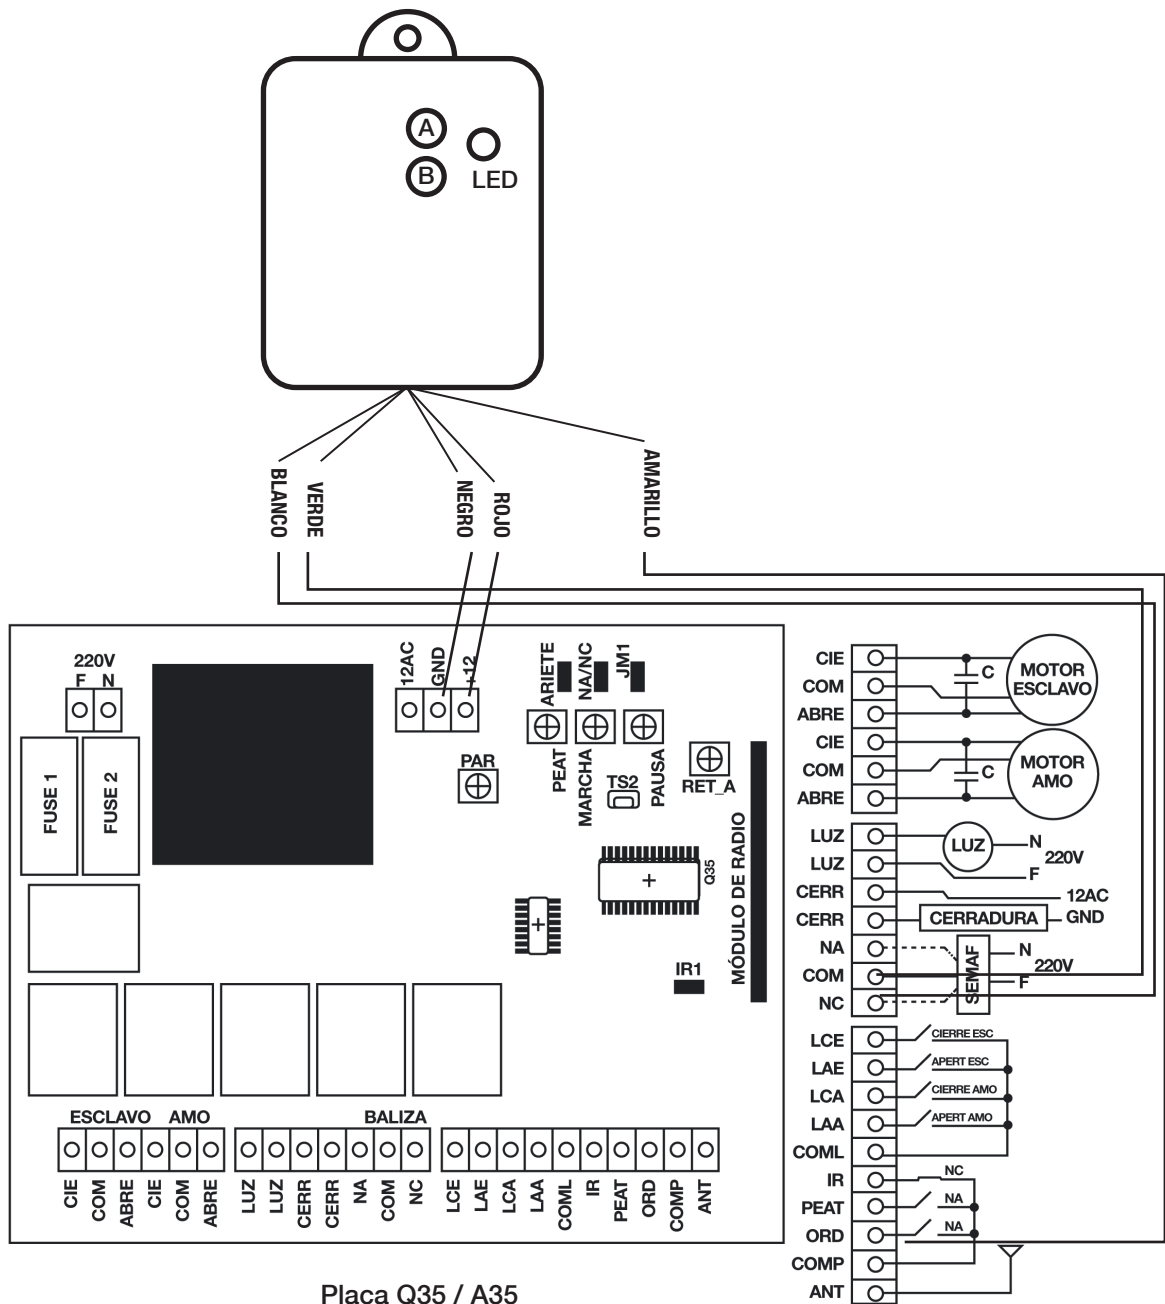 A
B
LED
BLANCO
VERDE
NEGRO
ROJO
AMARILLO
220V
F N
12AC
GND
+12
ARIETE
NA/NC
JM1
PEAT
MARCHA
PAUSA
PAR
TS2
RET_A
FUSE 1
FUSE 2
Q35
MÓDULO DE RADIO
IR1
ESCLAVO AMO BALIZA
CIE
COM
ABRE
CIE
COM
ABRE
LUZ
LUZ
CERR
CERR
NA
COM
NC
LCE
LAE
LCA
LAA
COML
IR
PEAT
ORD
COMP
ANT
CIE
COM
ABRE
C
MOTOR
ESCLAVO
CIE
COM
ABRE
C
MOTOR
AMO
LUZ
LUZ
LUZ
N
220V
F
CERR
12AC
CERR
CERRADURA
GND
NA
COM
NC
SEMAF
N
220V
F
LCE
CIERRE ESC
LAE
APERT ESC
LCA
CIERRE AMO
LAA
APERT AMO
COML
IR
NC
PEAT
NA
ORD
NA
COMP
ANT
Placa Q35 / A35